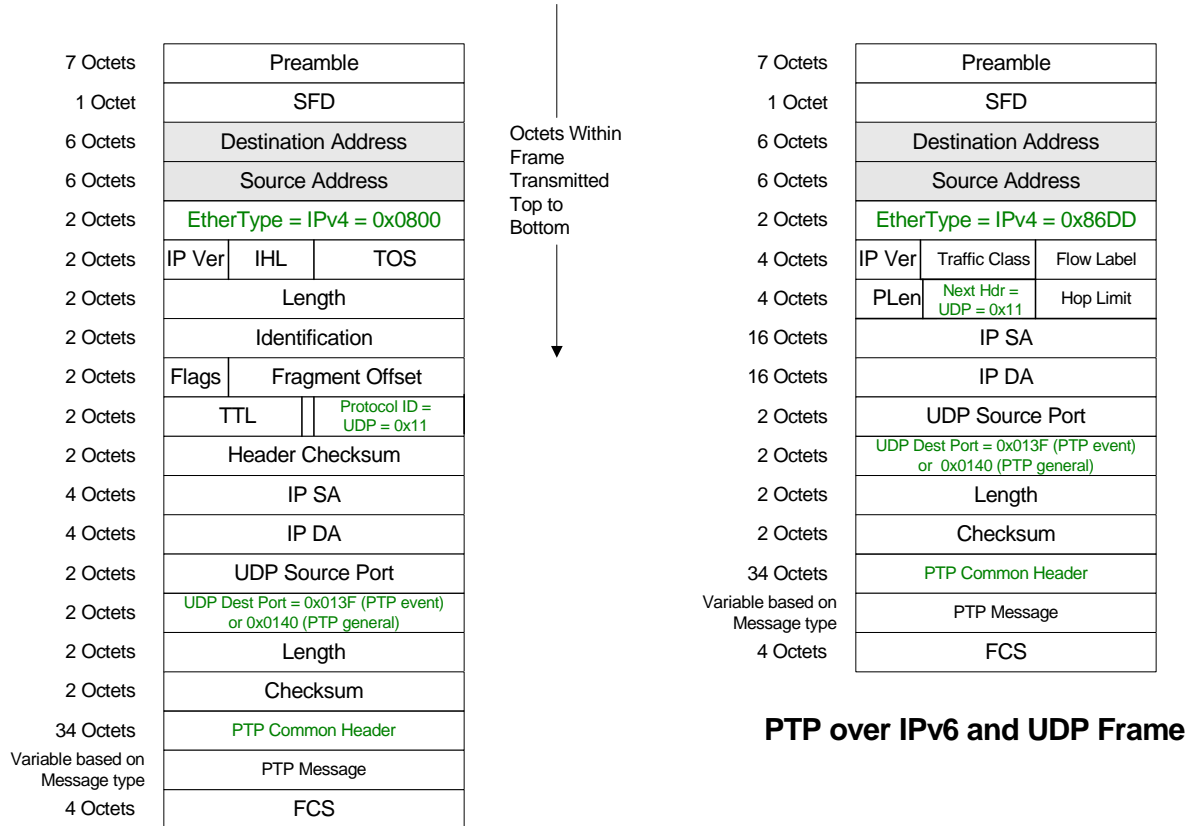 7 Octets Preamble
1 Octet SFD
6 Octets Destination Address
6 Octets Source Address
2 Octets EtherType = IPv4 = 0x0800
2 Octets IP Ver IHL TOS
2 Octets Length
2 Octets Identification
2 Octets Flags Fragment Offset
2 Octets TTL Protocol ID =
UDP = 0x11
2 Octets Header Checksum
4 Octets IP SA
4 Octets IP DA
2 Octets UDP Source Port
2 Octets UDP Dest Port = 0x013F (PTP event)
or 0x0140 (PTP general)
2 Octets Length
2 Octets Checksum
34 Octets PTP Common Header
Variable based on
Message type PTP Message
4 Octets FCS
Octets Within
Frame
Transmitted
Top to
Bottom
7 Octets Preamble
1 Octet SFD
6 Octets Destination Address
6 Octets Source Address
2 Octets EtherType = IPv4 = 0x86DD
4 Octets IP Ver Traffic Class Flow Label
4 Octets PLen Next Hdr =
UDP = 0x11 Hop Limit
16 Octets IP SA
16 Octets IP DA
2 Octets UDP Source Port
2 Octets UDP Dest Port = 0x013F (PTP event)
or 0x0140 (PTP general)
2 Octets Length
2 Octets Checksum
34 Octets PTP Common Header
Variable based on
Message type PTP Message
4 Octets FCS
PTP over IPv6 and UDP Frame